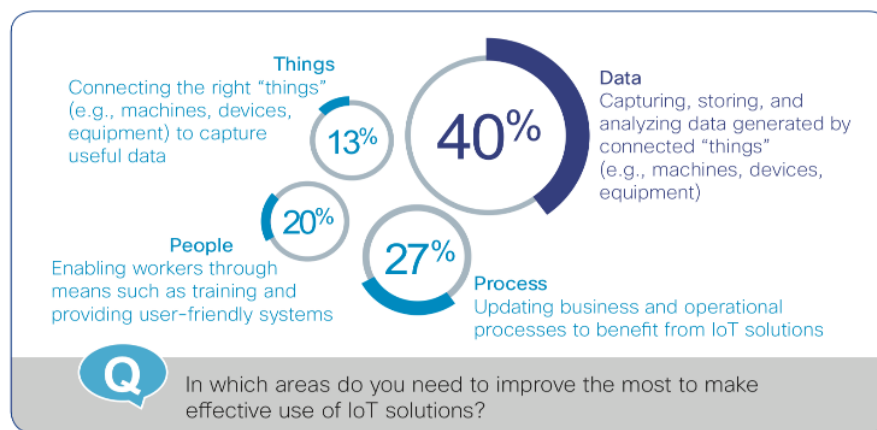 Things
Connecting the right “things”
(e.g., machines, devices,
equipment) to capture
useful data
13%
40%
Data
Capturing, storing, and
analyzing data generated by
connected “things”
(e.g., machines, devices,
equipment)
20%
People
Enabling workers through
means such as training and
providing user-friendly systems
27%
Process
Updating business and operational
processes to benefit from IoT solutions
Q
In which areas do you need to improve the most to make
effective use of IoT solutions?